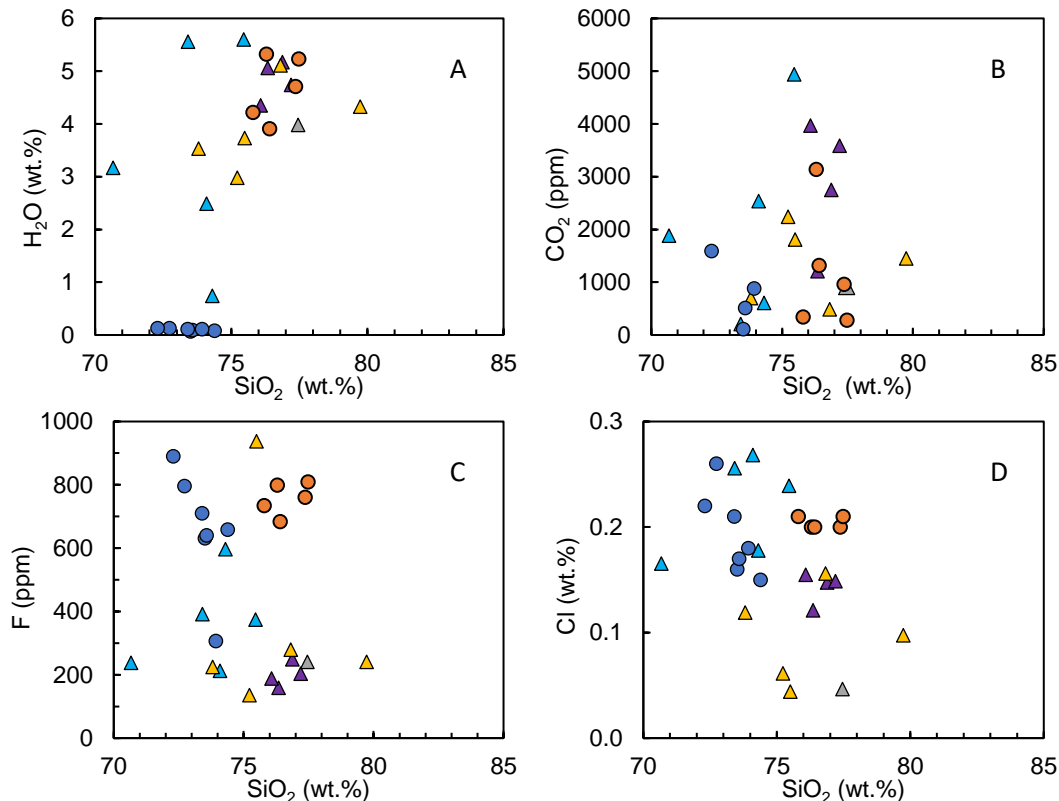 6
5
4
3
2
1
0
H₂O (wt.%)
A
70 75 80 85
SiO₂ (wt.%)
6000
5000
4000
3000
2000
1000
0
CO₂ (ppm)
B
70 75 80 85
SiO₂ (wt.%)
1000
800
600
400
200
0
F (ppm)
C
70 75 80 85
SiO₂ (wt.%)
0.3
0.2
0.1
0.0
Cl (wt.%)
D
70 75 80 85
SiO₂ (wt.%)